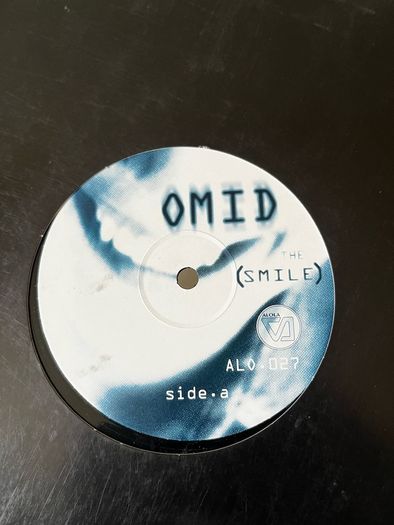 OMID
THE
(SMILE)
ALOLA
ALO.027
side.a